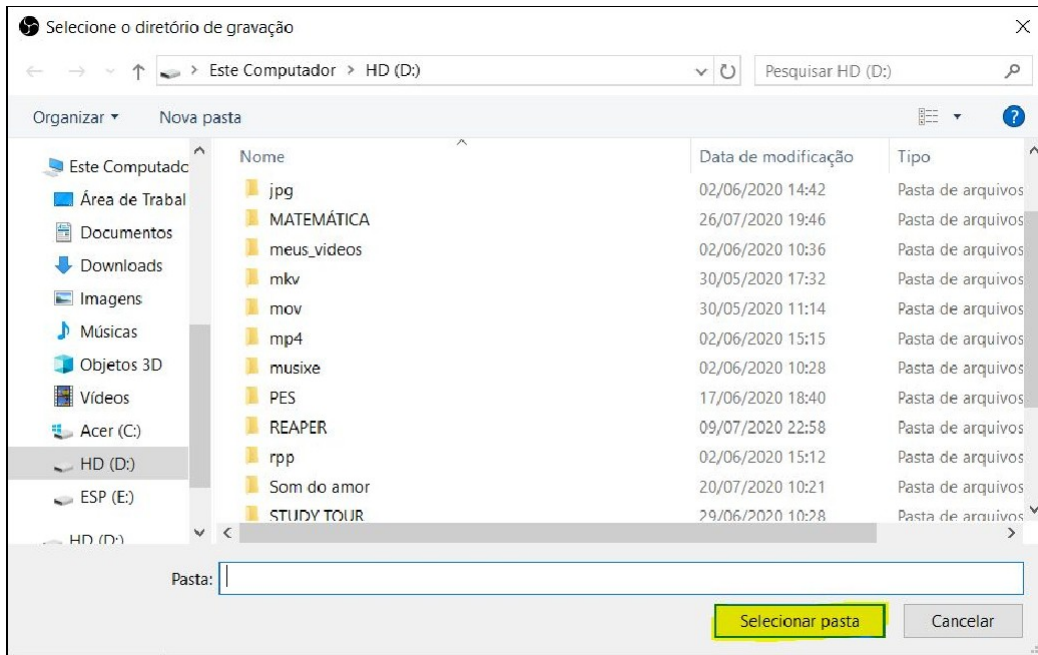 Selecione o diretório de gravação
Este Computador > HD (D:)
Pesquisar HD (D:)
Organizar
Nova pasta
Nome Data de modificação Tipo
Este Computado
Área de Trabal
Documentos
Downloads
Imagens
Músicas
Objetos 3D
Vídeos
Acer (C:)
HD (D:)
ESP (E:)
HD (D:)
jpg 02/06/2020 14:42 Pasta de arquivos
MATEMÁTICA 26/07/2020 19:46 Pasta de arquivos
meus_videos 02/06/2020 10:36 Pasta de arquivos
mkv 30/05/2020 17:32 Pasta de arquivos
mov 30/05/2020 11:14 Pasta de arquivos
mp4 02/06/2020 15:15 Pasta de arquivos
musixe 02/06/2020 10:28 Pasta de arquivos
PES 17/06/2020 18:40 Pasta de arquivos
REAPER 09/07/2020 22:58 Pasta de arquivos
rpp 02/06/2020 15:12 Pasta de arquivos
Som do amor 20/07/2020 10:21 Pasta de arquivos
STUDY TOUR 29/06/2020 10:28 Pasta de arquivos
Pasta:
Selecionar pasta
Cancelar